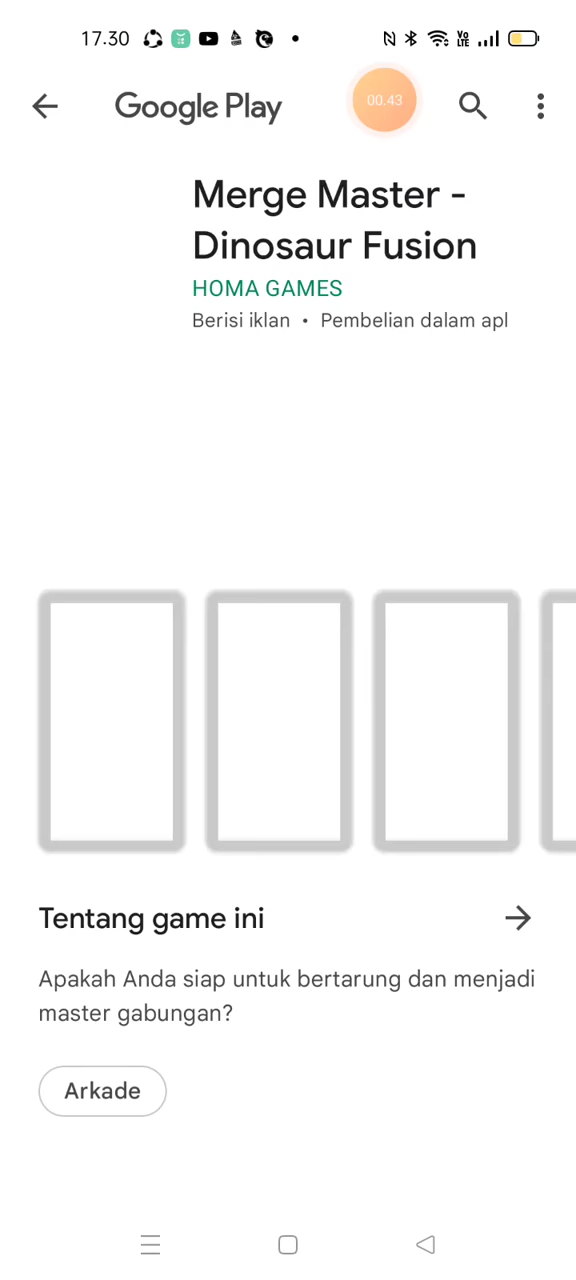 17.30
Google Play
00.43
Merge Master -
Dinosaur Fusion
HOMA GAMES
Berisi iklan • Pembelian dalam apl
Tentang game ini
Apakah Anda siap untuk bertarung dan menjadi
master gabungan?
Arkade